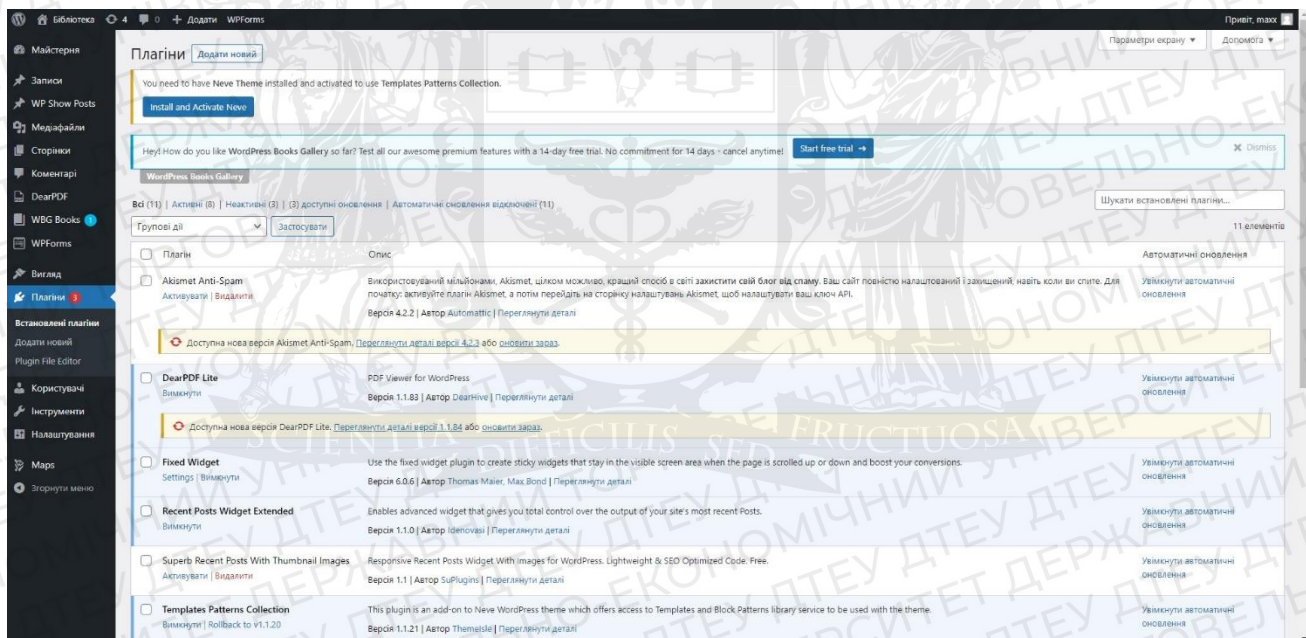 Бібліотека 4 0 + Додати WPForms Привіт, maxx
Майстерня
Записи
WP Show Posts
Медіафайли
Сторінки
Коментарі
DearPDF
WBG Books 1
WPForms
Вигляд
Плагіни 3
Встановлені плагіни
Додати новий
Plugin File Editor
Користувачі
Інструменти
Налаштування
Maps
Згорнути меню
Параметри екрану ▼ Допомога ▼
Плагіни Додати новий
You need to have Neve Theme installed and activated to use Templates Patterns Collection.
Install and Activate Neve
Hey! How do you like WordPress Books Gallery so far? Test all our awesome premium features with a 14-day free trial. No commitment for 14 days - cancel anytime! Start free trial → Dismiss
WordPress Books Gallery
Всі (11) | Активні (8) | Неактивні (3) | (3) доступні оновлення | Автоматичні оновлення відключені (11)
Шукати встановлені плагіни...
Групові дії Застосувати 11 елементів
Плагін Опис Автоматичні оновлення
Akismet Anti-Spam
Активувати | Видалити
Використовуваний мільйонами, Akismet, цілком можливо, кращий спосіб в світі захистити свій блог від спаму. Ваш сайт повністю налаштований і захищений, навіть коли ви спите. Для
початку: активуйте плагін Akismet, а потім перейдіть на сторінку налаштувань Akismet, щоб налаштувати ваш ключ API.
Версія 4.2.2 | Автор Automattic | Переглянути деталі
Увімкнути автоматичні
оновлення
Доступна нова версія Akismet Anti-Spam. Переглянути деталі версії 4.2.3 або оновити зараз.
DearPDF Lite
Вимкнути
PDF Viewer for WordPress
Версія 1.1.83 | Автор DearHive | Переглянути деталі
Увімкнути автоматичні
оновлення
Доступна нова версія DearPDF Lite. Переглянути деталі версії 1.1.84 або оновити зараз.
Fixed Widget
Settings | Вимкнути
Use the fixed widget plugin to create sticky widgets that stay in the visible screen area when the page is scrolled up or down and boost your conversions.
Версія 6.0.6 | Автор Thomas Maier, Max Bond | Переглянути деталі
Увімкнути автоматичні
оновлення
Recent Posts Widget Extended
Вимкнути
Enables advanced widget that gives you total control over the output of your site's most recent Posts.
Версія 1.1.0 | Автор Idenovasi | Переглянути деталі
Увімкнути автоматичні
оновлення
Superb Recent Posts With Thumbnail Images
Активувати | Видалити
Responsive Recent Posts Widget With images for WordPress. Lightweight & SEO Optimized Code. Free.
Версія 1.1 | Автор SuPlugins | Переглянути деталі
Увімкнути автоматичні
оновлення
Templates Patterns Collection
Вимкнути | Rollback to v1.1.20
This plugin is an add-on to Neve WordPress theme which offers access to Templates and Block Patterns library service to be used with the theme.
Версія 1.1.21 | Автор ThemeIsle | Переглянути деталі
Увімкнути автоматичні
оновлення